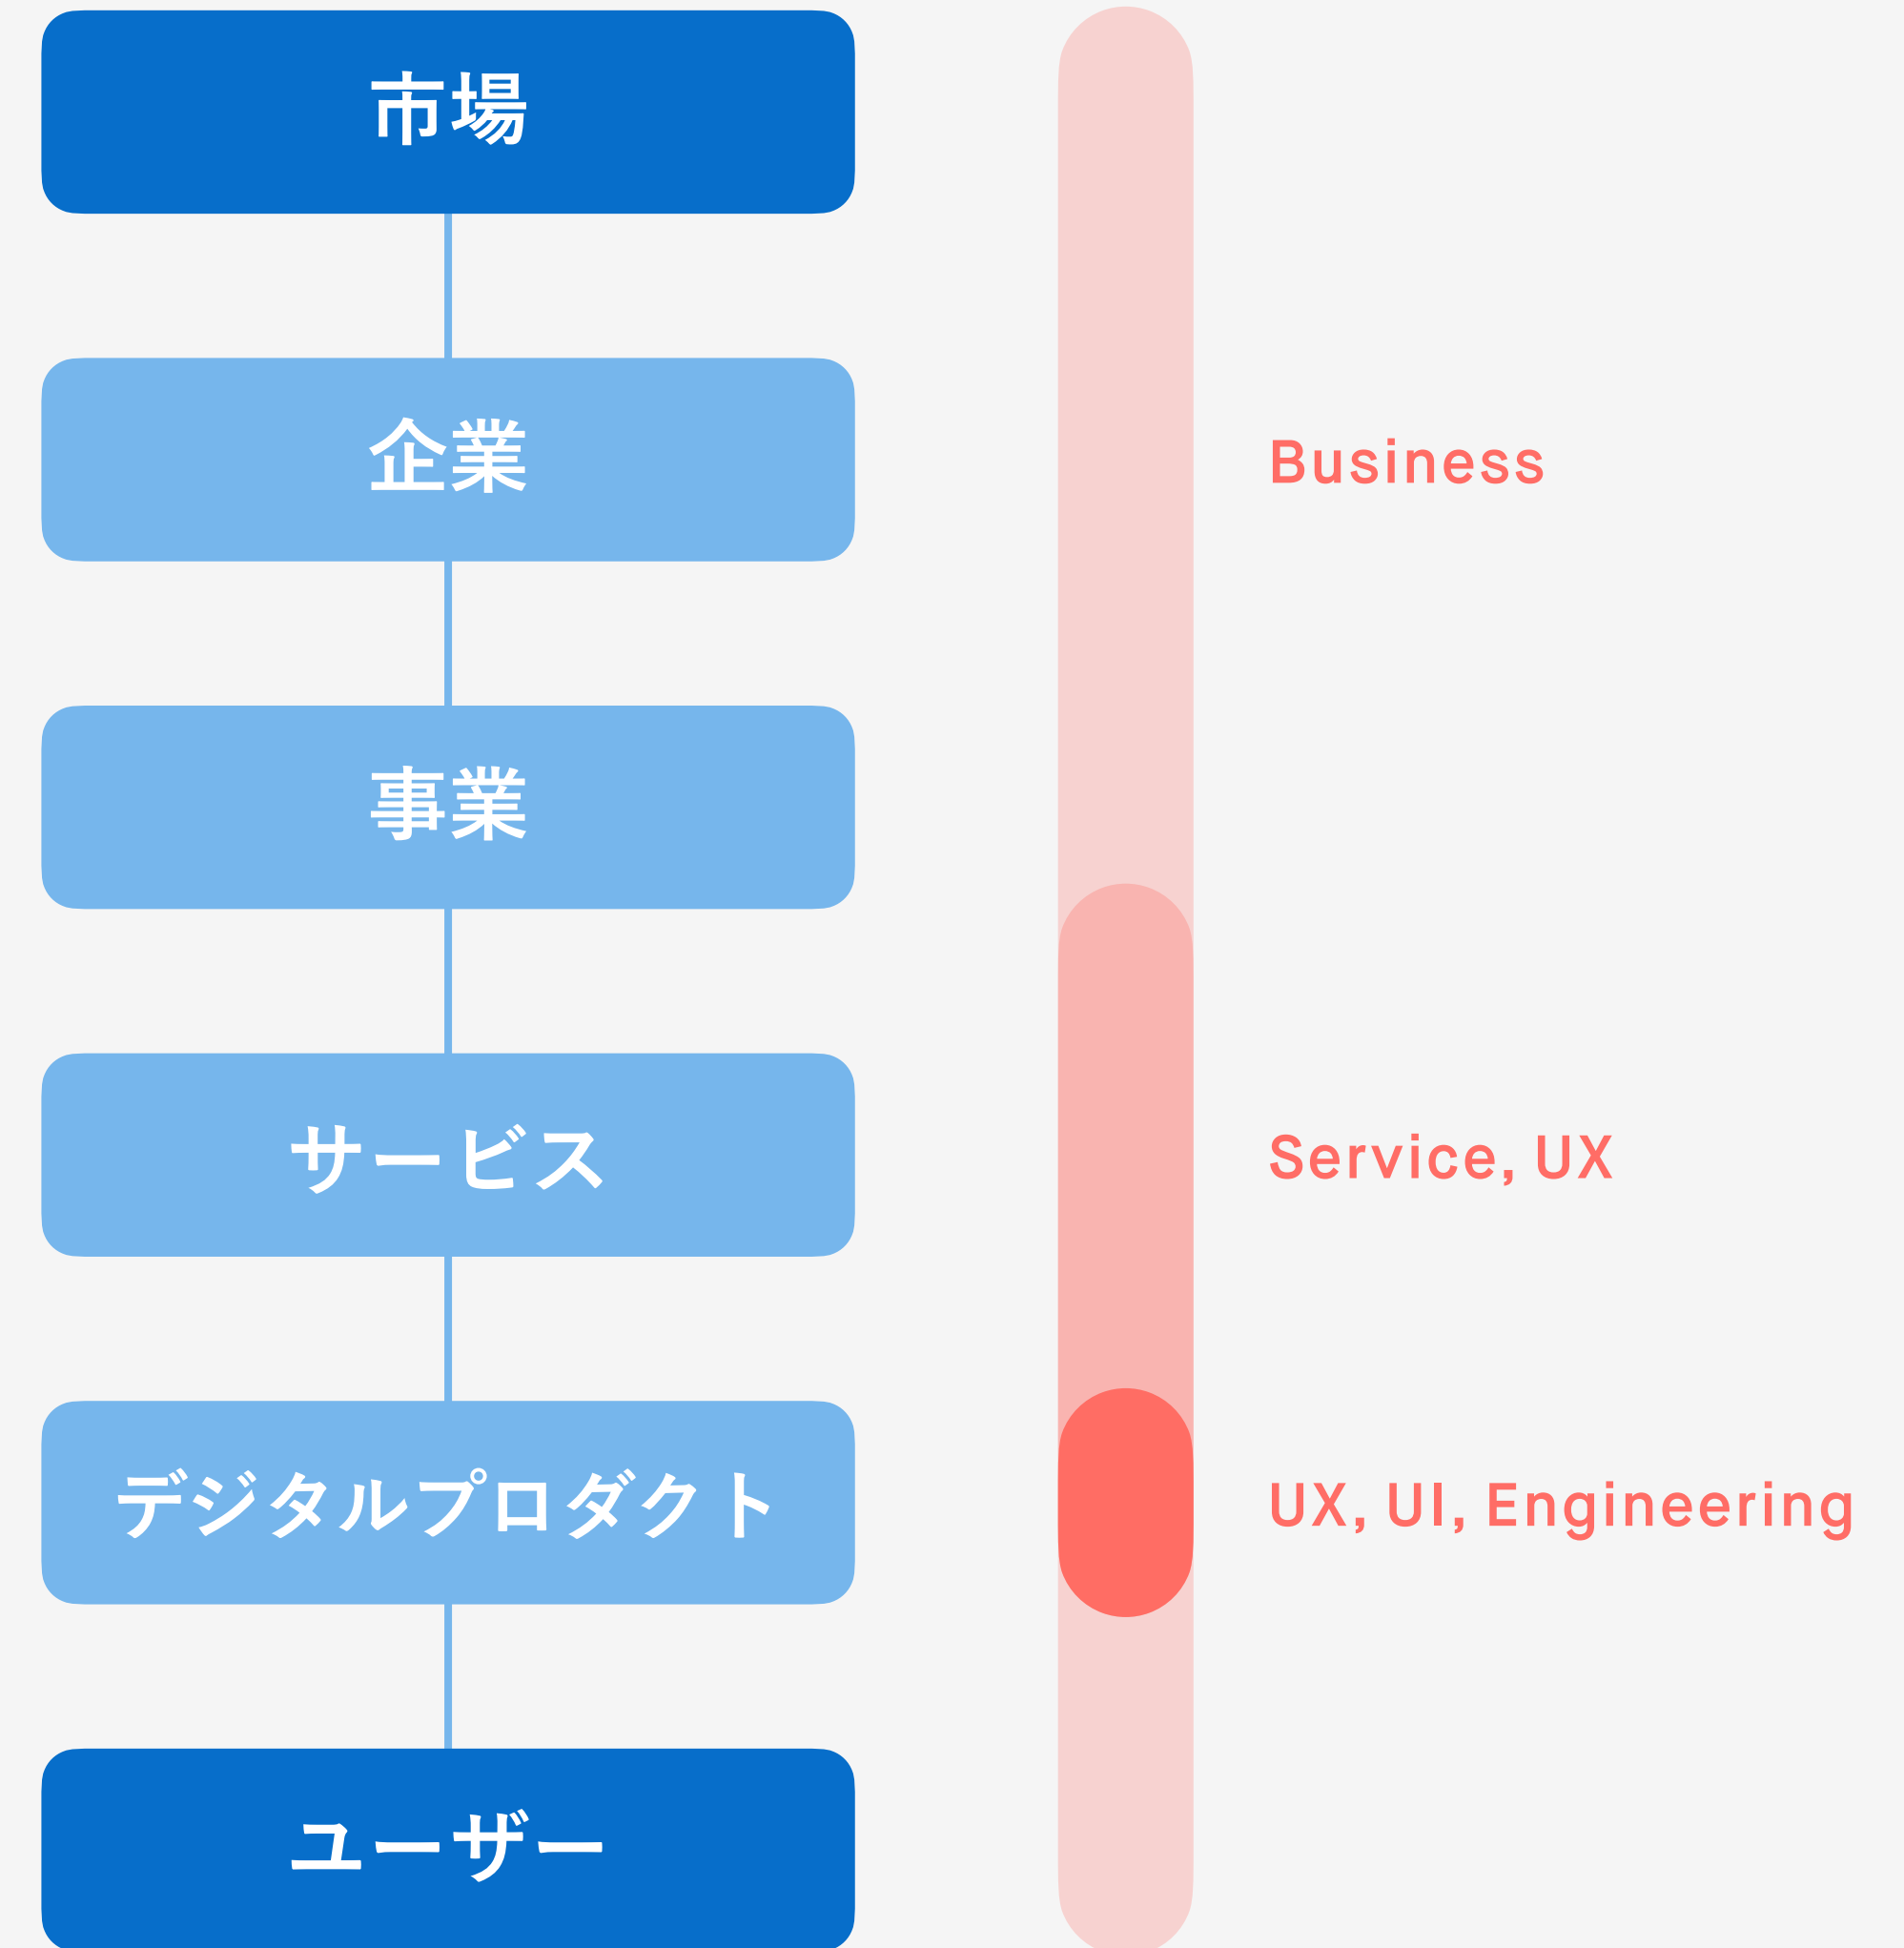 市場
企業
Business
事業
サービス
Service, UX
デジタルプロダクト
UX, UI, Engineering
ユーザー